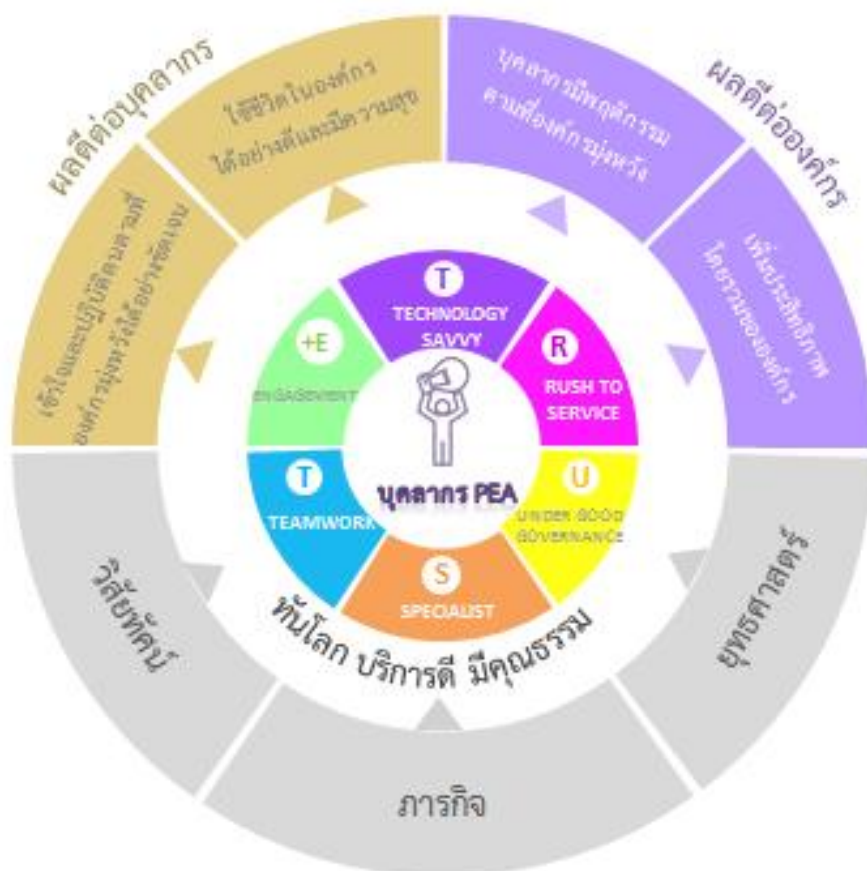 ผลดีต่อบุคลากร
ผลดีต่อองค์กร
ใช้ชีวิตในองค์กร
ได้อย่างดีและมีความสุข
บุคลากรมีพฤติกรรม
ตามที่องค์กรมุ่งหวัง
เข้าใจและปฏิบัติตนตามที่
องค์กรมุ่งหวังได้อย่างชัดเจน
เพิ่มประสิทธิภาพ
โดยรวมขององค์กร
T
TECHNOLOGY
SAVVY
R
RUSH TO
SERVICE
U
UNDER GOOD
GOVERNANCE
S
SPECIALIST
T
TEAMWORK
+E
ENGAGEMENT
บุคลากร PEA
ทันโลก บริการดี มีคุณธรรม
วิสัยทัศน์
ภารกิจ
ยุทธศาสตร์